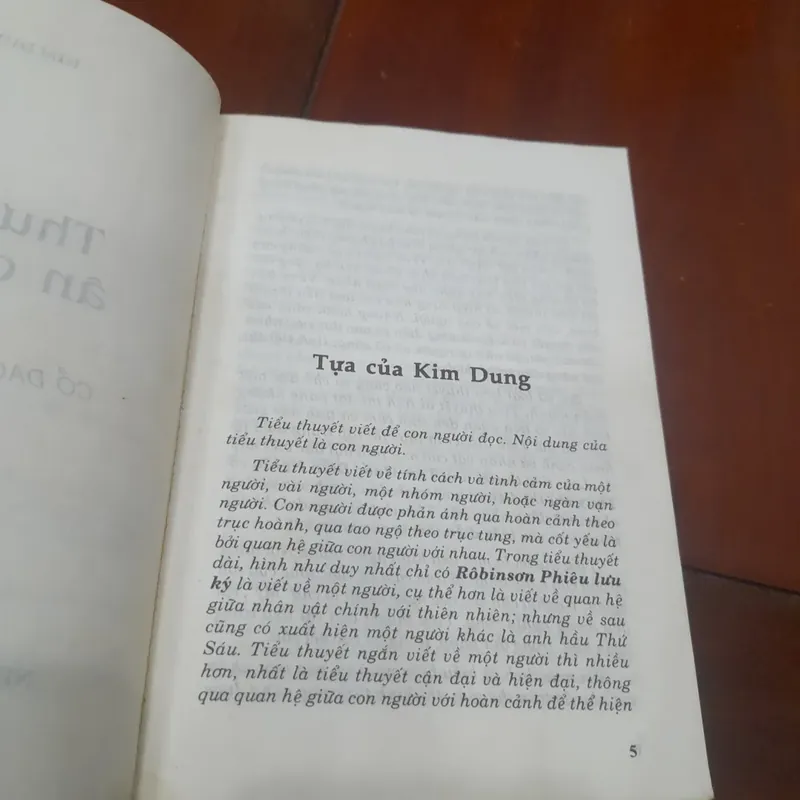 Tựa của Kim Dung
Tiểu thuyết viết để con người đọc. Nội dung của
tiểu thuyết là con người.
Tiểu thuyết viết về tính cách và tình cảm của một
người, vài người, một nhóm người, hoặc ngàn vạn
người. Con người được phản ánh qua hoàn cảnh theo
trục hoành, qua tao ngộ theo trục tung, mà cốt yếu là
bởi quan hệ giữa con người với nhau. Trong tiểu thuyết
dài, hình như duy nhất chỉ có Rôbinsơn Phiêu lưu
ký là viết về một người, cụ thể hơn là viết về quan hệ
giữa nhân vật chính với thiên nhiên; nhưng về sau
cũng có xuất hiện một người khác là anh hầu Thứ
Sáu. Tiểu thuyết ngắn viết về một người thì nhiều
hơn, nhất là tiểu thuyết cận đại và hiện đại, thông
qua quan hệ giữa con người với hoàn cảnh để thể hiện
5